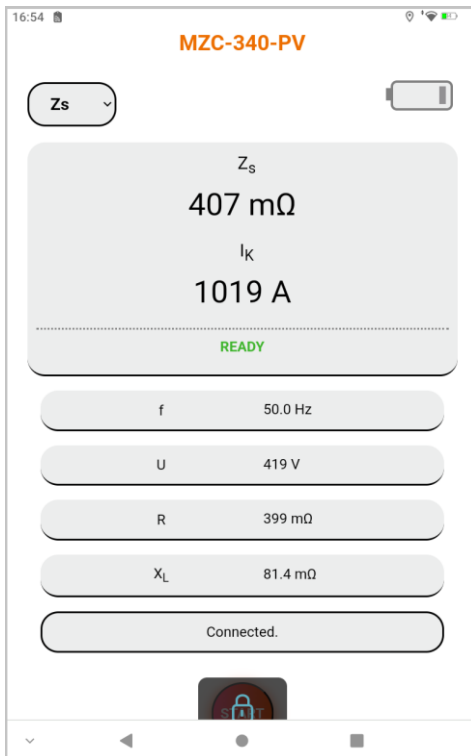 16:54
MZC-340-PV
Zs
Zs
407 mΩ
IK
1019 A
READY
f 50.0 Hz
U 419 V
R 399 mΩ
XL 81.4 mΩ
Connected.
START